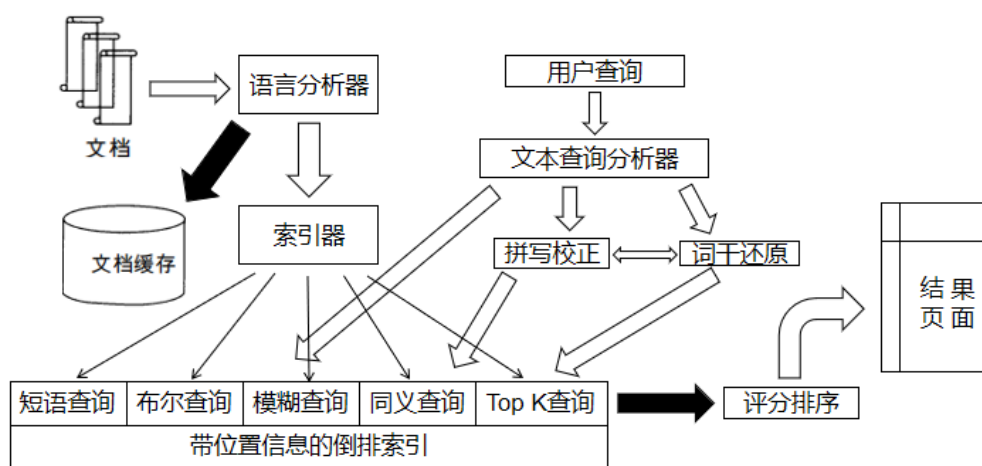 文档
语言分析器
用户查询
文本查询分析器
文档缓存
索引器
拼写校正
词干还原
结果
页面
短语查询
布尔查询
模糊查询
同义查询
Top K查询
评分排序
带位置信息的倒排索引